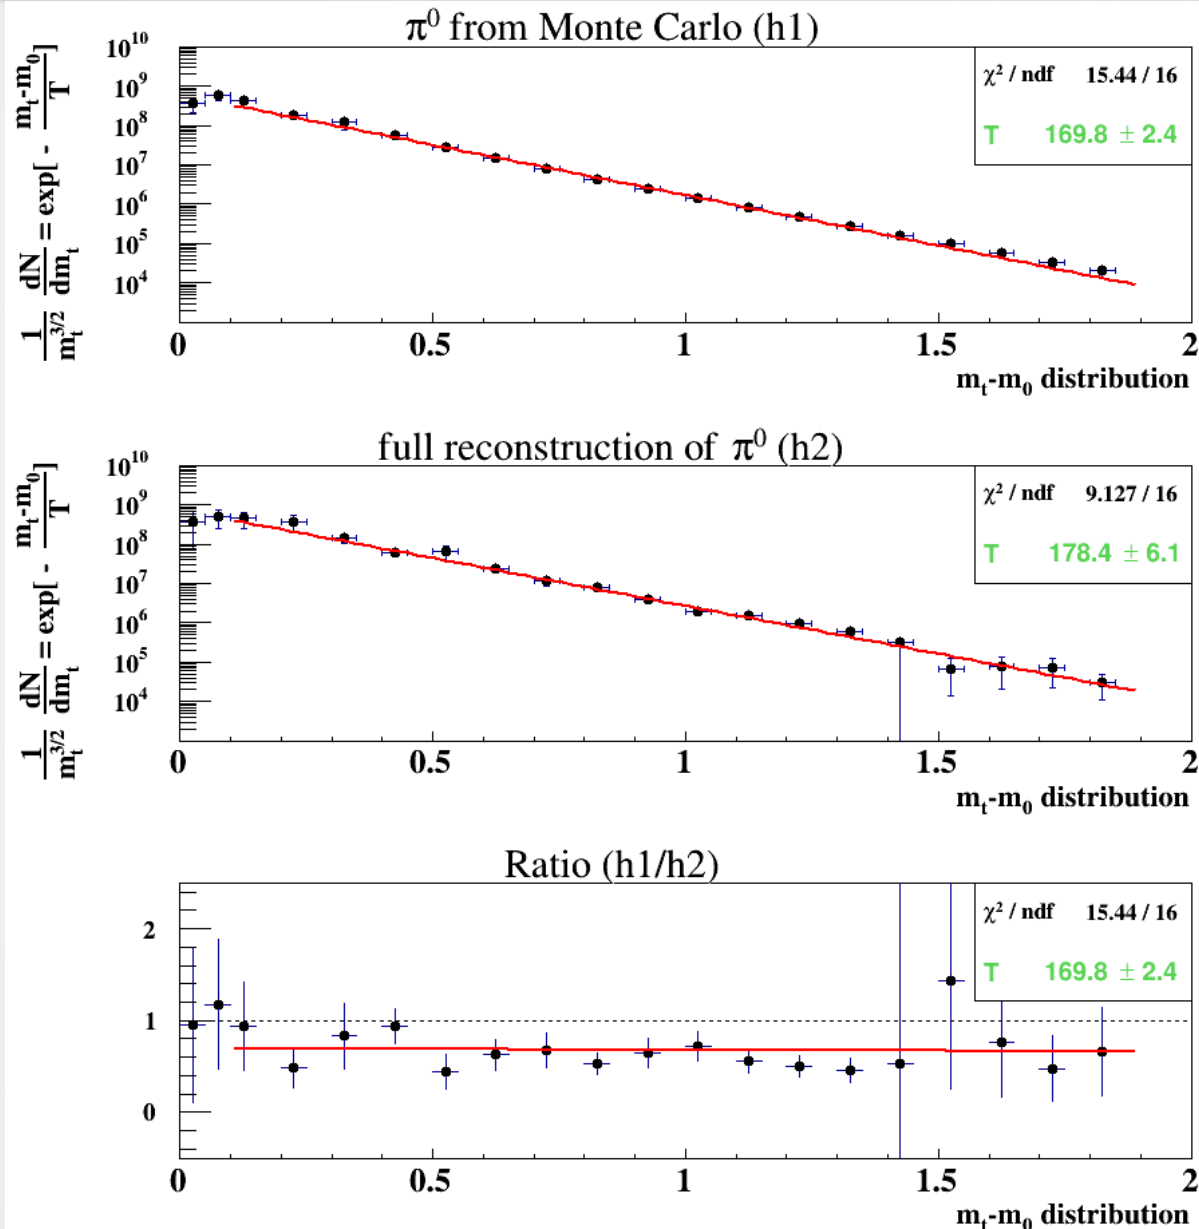 π⁰ from Monte Carlo (h1)
1/m_t^{3/2} dN/dm_t = exp[ - m_t-m_0/T ]
10¹⁰
10⁹
10⁸
10⁷
10⁶
10⁵
10⁴
χ² / ndf 15.44 / 16
T 169.8 ± 2.4
0 0.5 1 1.5 2
m_t-m_0 distribution
full reconstruction of π⁰ (h2)
1/m_t^{3/2} dN/dm_t = exp[ - m_t-m_0/T ]
10¹⁰
10⁹
10⁸
10⁷
10⁶
10⁵
10⁴
χ² / ndf 9.127 / 16
T 178.4 ± 6.1
0 0.5 1 1.5 2
m_t-m_0 distribution
Ratio (h1/h2)
2
1
0
χ² / ndf 15.44 / 16
T 169.8 ± 2.4
0 0.5 1 1.5 2
m_t-m_0 distribution